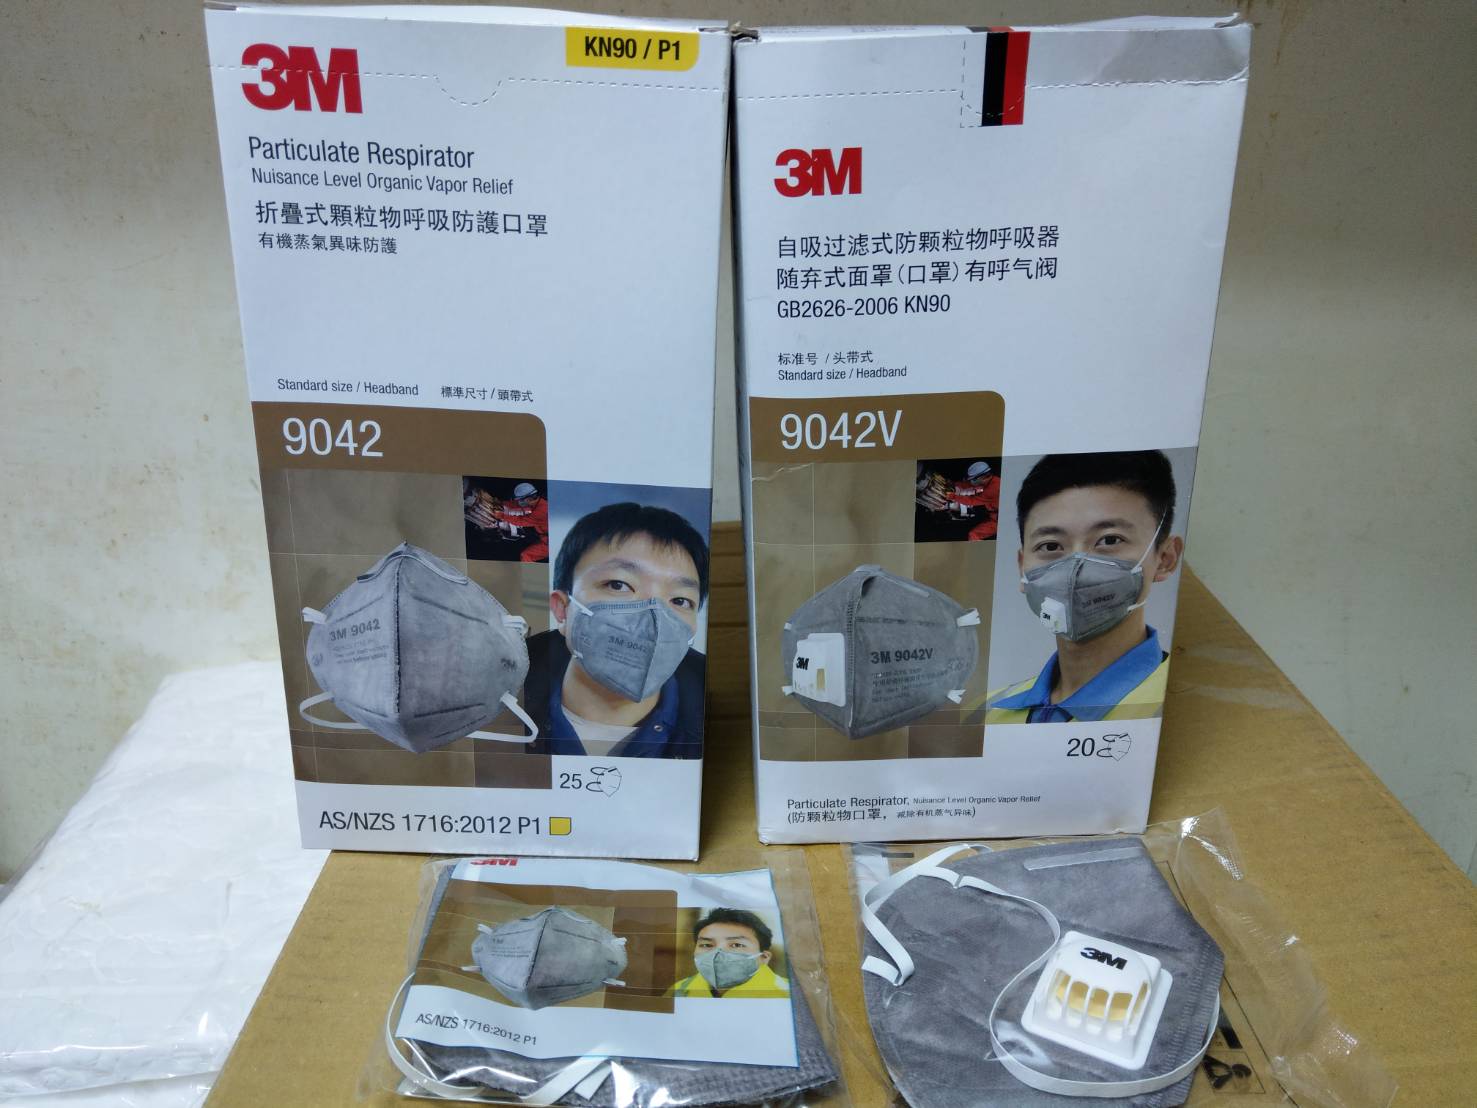 3M
KN90 / P1
Particulate Respirator
Nuisance Level Organic Vapor Relief
折疊式顆粒物呼吸防護口罩
有機蒸氣異味防護
Standard size / Headband 標準尺寸 / 頭帶式
9042
3M 9042
3M
3M 9042
25
AS/NZS 1716:2012 P1
3M
自吸过滤式防颗粒物呼吸器
随弃式面罩(口罩)有呼气阀
GB2626-2006 KN90
标准号 / 头带式
Standard size / Headband
9042V
3M 9042V
3M
3M 9042V
20
Particulate Respirator, Nuisance Level Organic Vapor Relief
(防颗粒物口罩，减除有机蒸气异味)
3M
AS/NZS 1716:2012 P1
3M